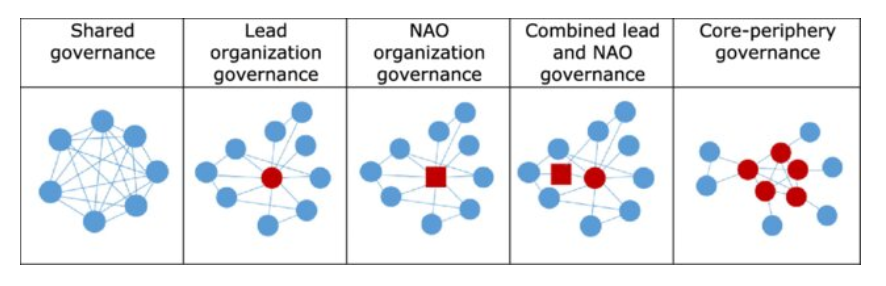 Shared
governance
Lead
organization
governance
NAO
organization
governance
Combined lead
and NAO
governance
Core-periphery
governance